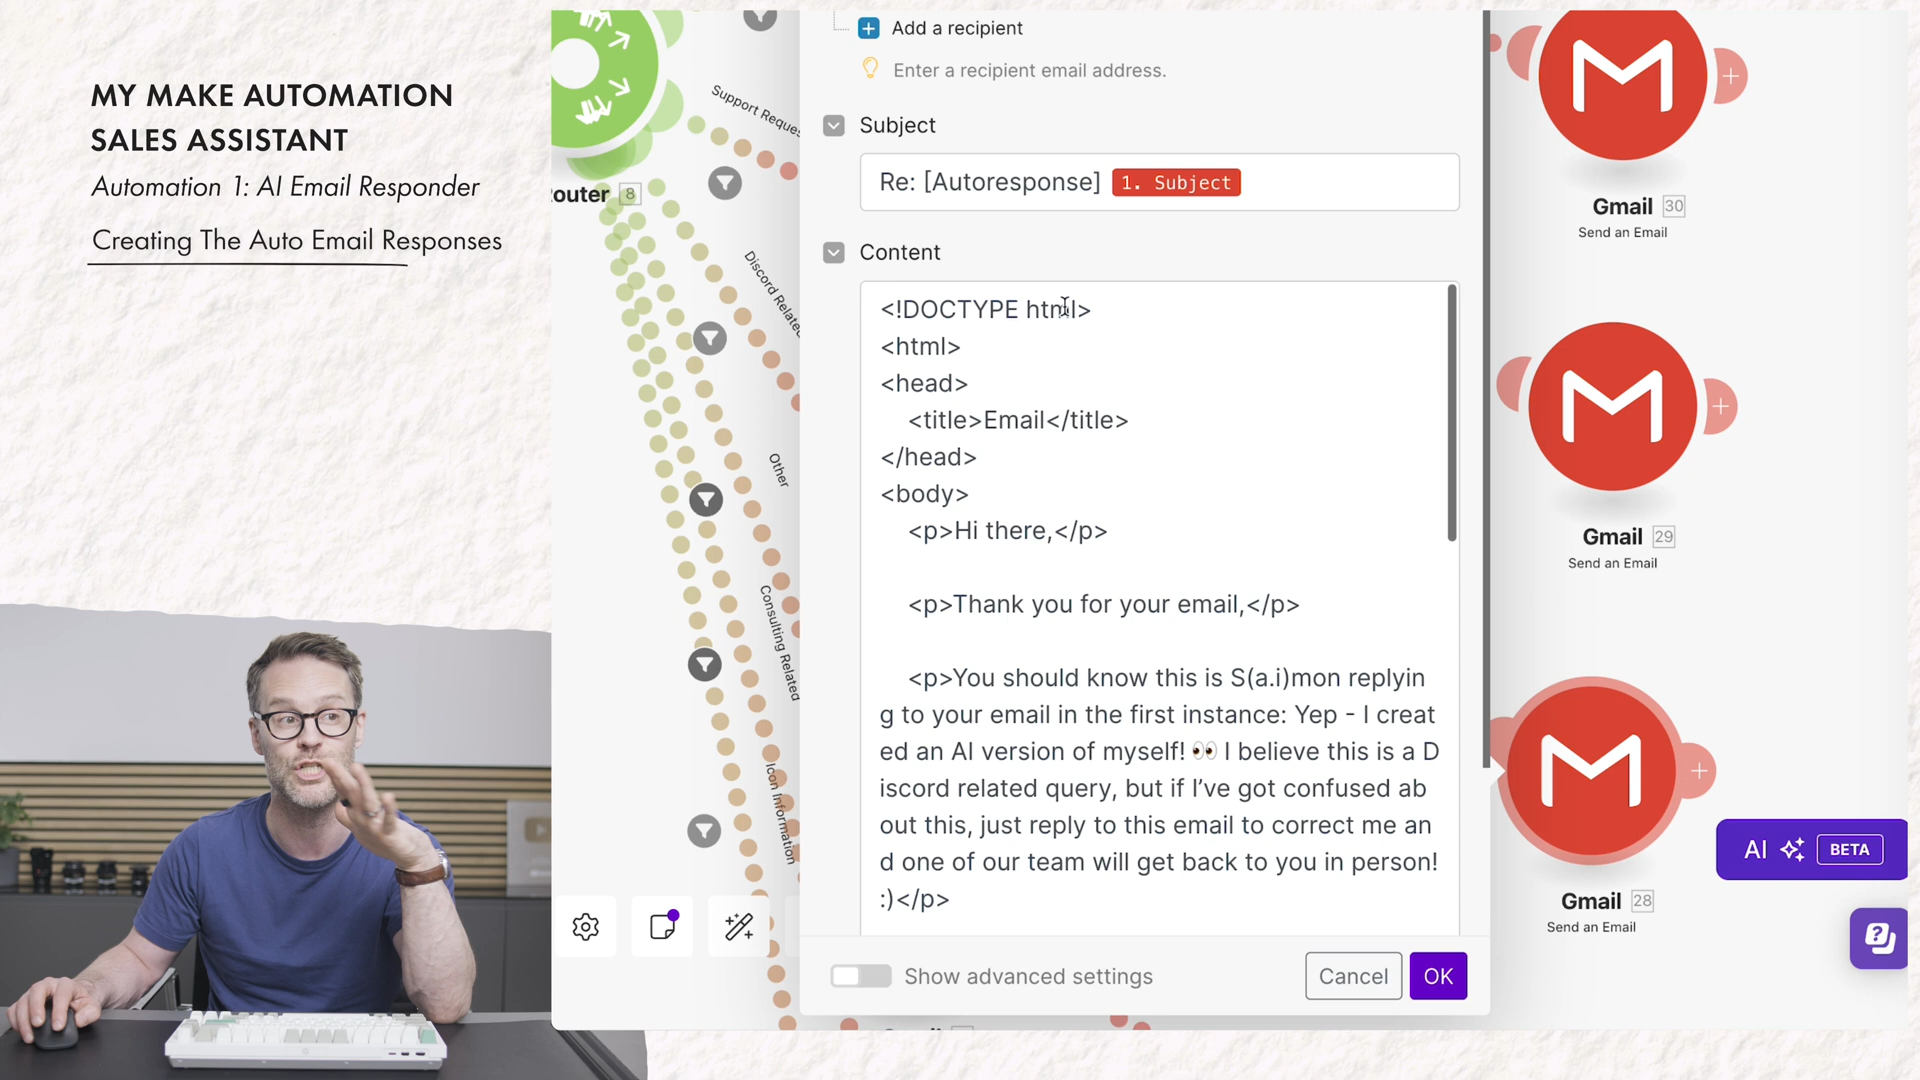 MY MAKE AUTOMATION
SALES ASSISTANT
Automation 1: AI Email Responder
Creating The Auto Email Responses
Support Reques
outer 8
Discord Related
Other
Consulting Related
Icon Information
Add a recipient
Enter a recipient email address.
Subject
Re: [Autoresponse] 1. Subject
Content
<!DOCTYPE html>
<html>
<head>
<title>Email</title>
</head>
<body>
<p>Hi there,</p>
<p>Thank you for your email,</p>
<p>You should know this is S(a.i)mon replyin
g to your email in the first instance: Yep - I creat
ed an AI version of myself! 👀 I believe this is a D
iscord related query, but if I’ve got confused ab
out this, just reply to this email to correct me an
d one of our team will get back to you in person!
:)</p>
Show advanced settings
Cancel
OK
Gmail 30
Send an Email
Gmail 29
Send an Email
Gmail 28
Send an Email
AI BETA